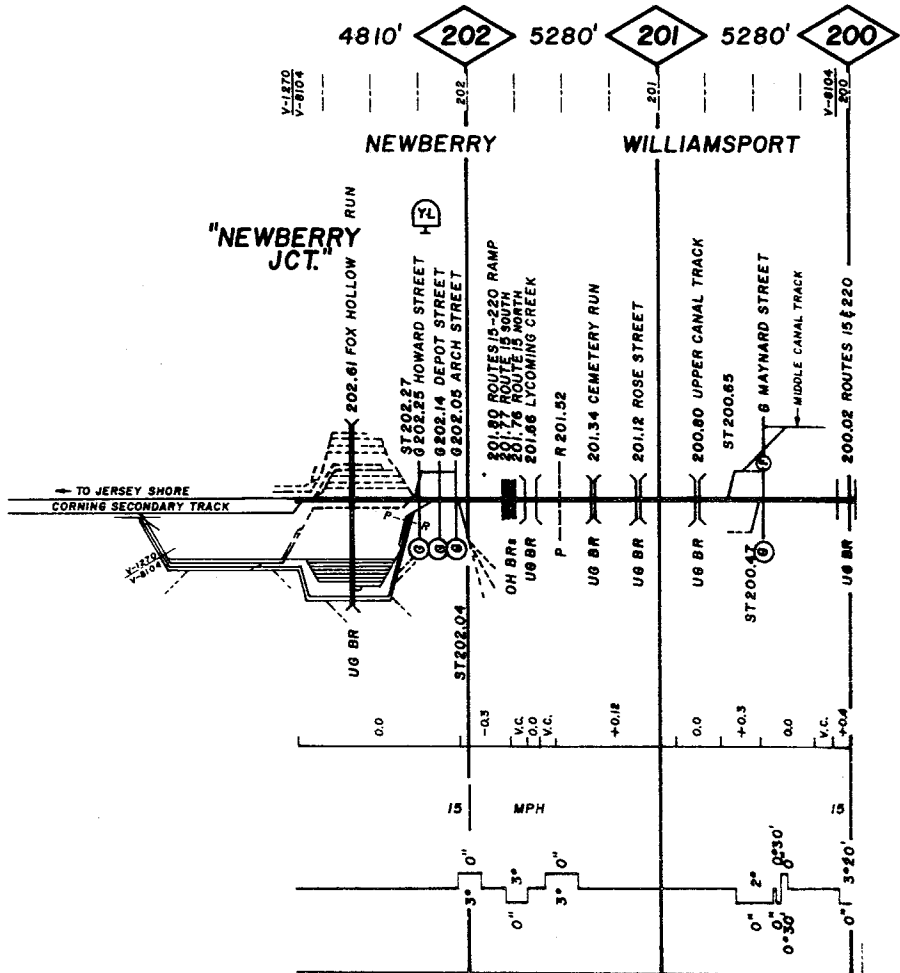 4810' 202 5280' 201 5280' 200
V-1270
V-8104
202
201
V-8104
200
NEWBERRY
WILLIAMSPORT
"NEWBERRY
JCT."
YL
202.61 FOX HOLLOW RUN
ST202.27
G202.25 HOWARD STREET
G202.14 DEPOT STREET
G202.05 ARCH STREET
201.80 ROUTES 15-220 RAMP
201.77 ROUTE 15 SOUTH
201.76 ROUTE 15 NORTH
201.66 LYCOMING CREEK
R 201.52
201.34 CEMETERY RUN
201.12 ROSE STREET
200.80 UPPER CANAL TRACK
ST200.65
G MAYNARD STREET
MIDDLE CANAL TRACK
200.02 ROUTES 15 & 220
← TO JERSEY SHORE
CORNING SECONDARY TRACK
P
R
V-1270
V-8104
G
G
G
G
UG BR
ST202.04
OH BRs
UG BR
P
UG BR
UG BR
UG BR
ST200.47
UG BR
0.0
-0.3
V.C.
0.0
V.C.
+0.12
0.0
+0.3
0.0
V.C.
+0.4
15 MPH 15
0"
3°
3°
0"
0"
3°
2°
0"
0°30'
0"
0"
0°30'
3°20'
0"